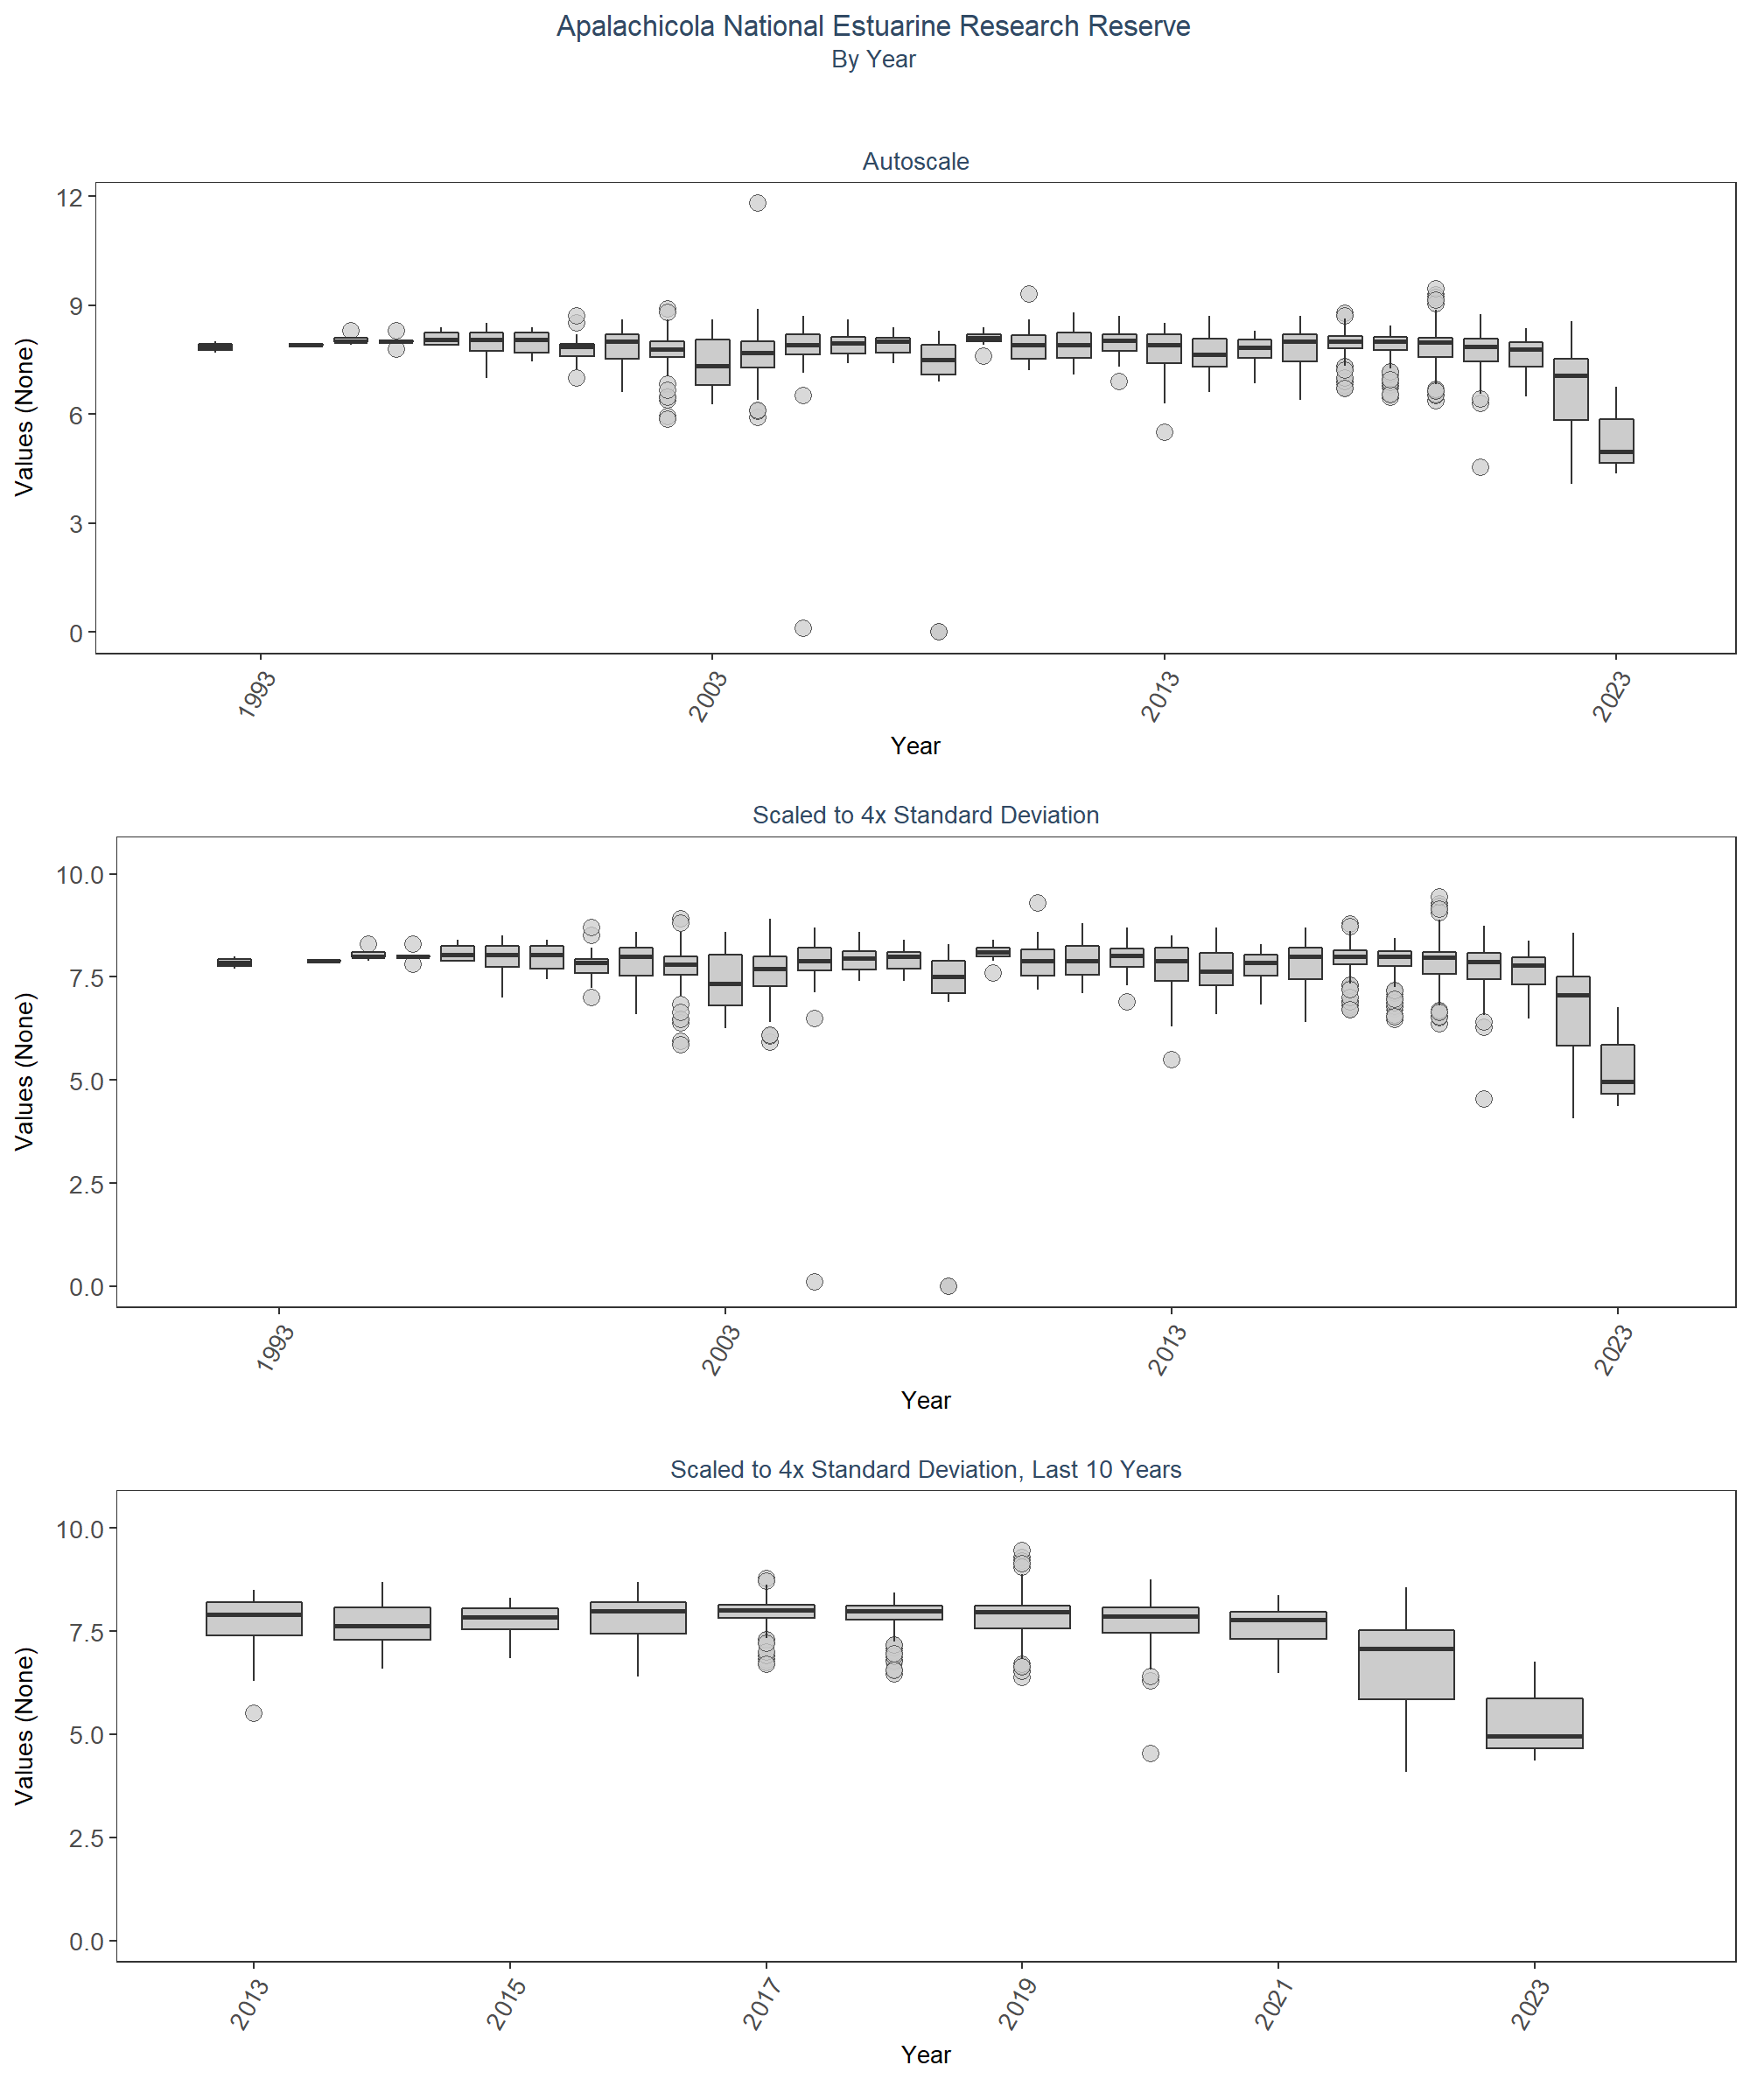 Apalachicola National Estuarine Research Reserve
By Year
Autoscale
Values (None)
12
9
6
3
0
1993
2003
2013
2023
Year
Scaled to 4x Standard Deviation
Values (None)
10.0
7.5
5.0
2.5
0.0
1993
2003
2013
2023
Year
Scaled to 4x Standard Deviation, Last 10 Years
Values (None)
10.0
7.5
5.0
2.5
0.0
2013
2015
2017
2019
2021
2023
Year